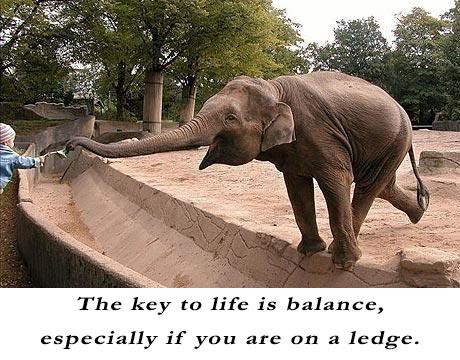 The key to life is balance,
especially if you are on a ledge.